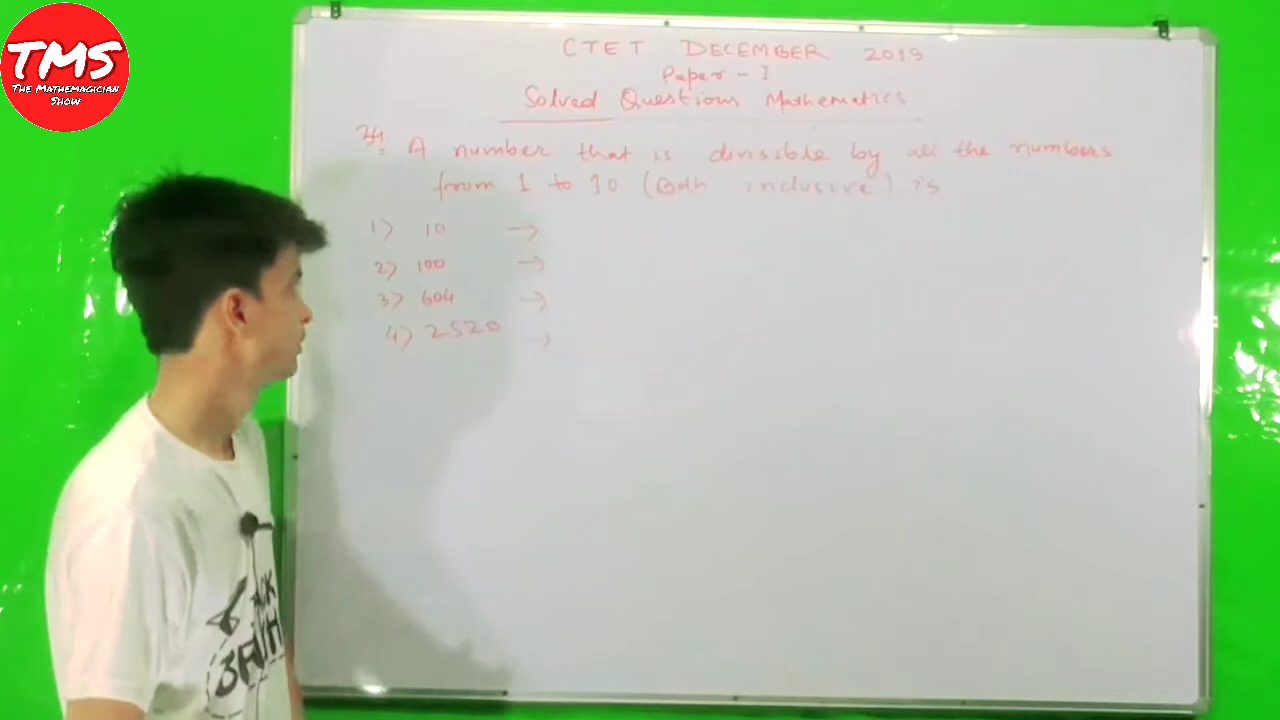 TMS
THE MATHEMAGICIAN
SHOW
CTET DECEMBER 2019
Paper - I
Solved Questions Mathematics
A number that is divisible by all the numbers
from 1 to 10 (Both inclusive) is
1) 10 →
2) 100 →
3) 604 →
4) 2520 →